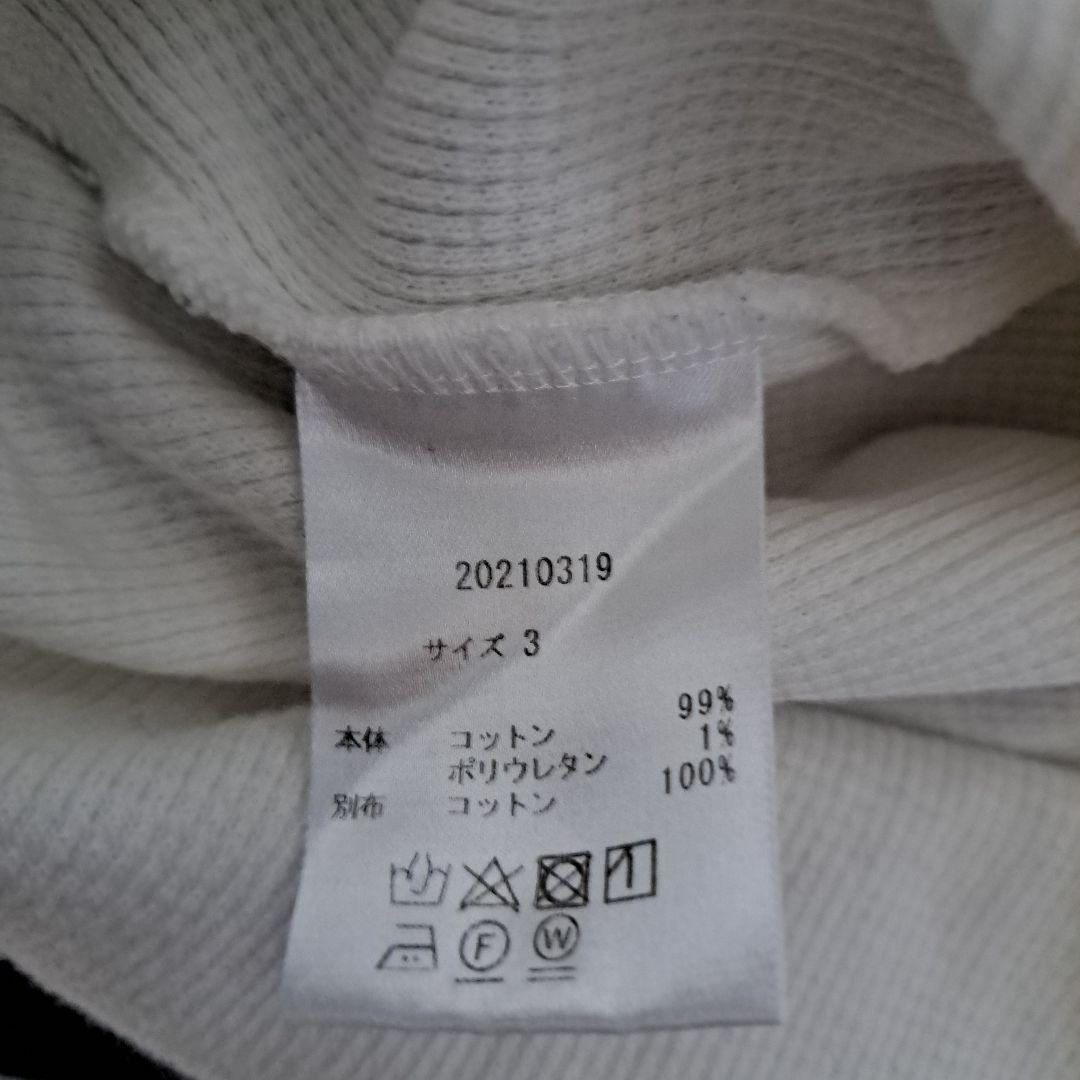 20210319
サイズ 3
本体 コットン 99%
ポリウレタン 1%
別布 コットン 100%
F W